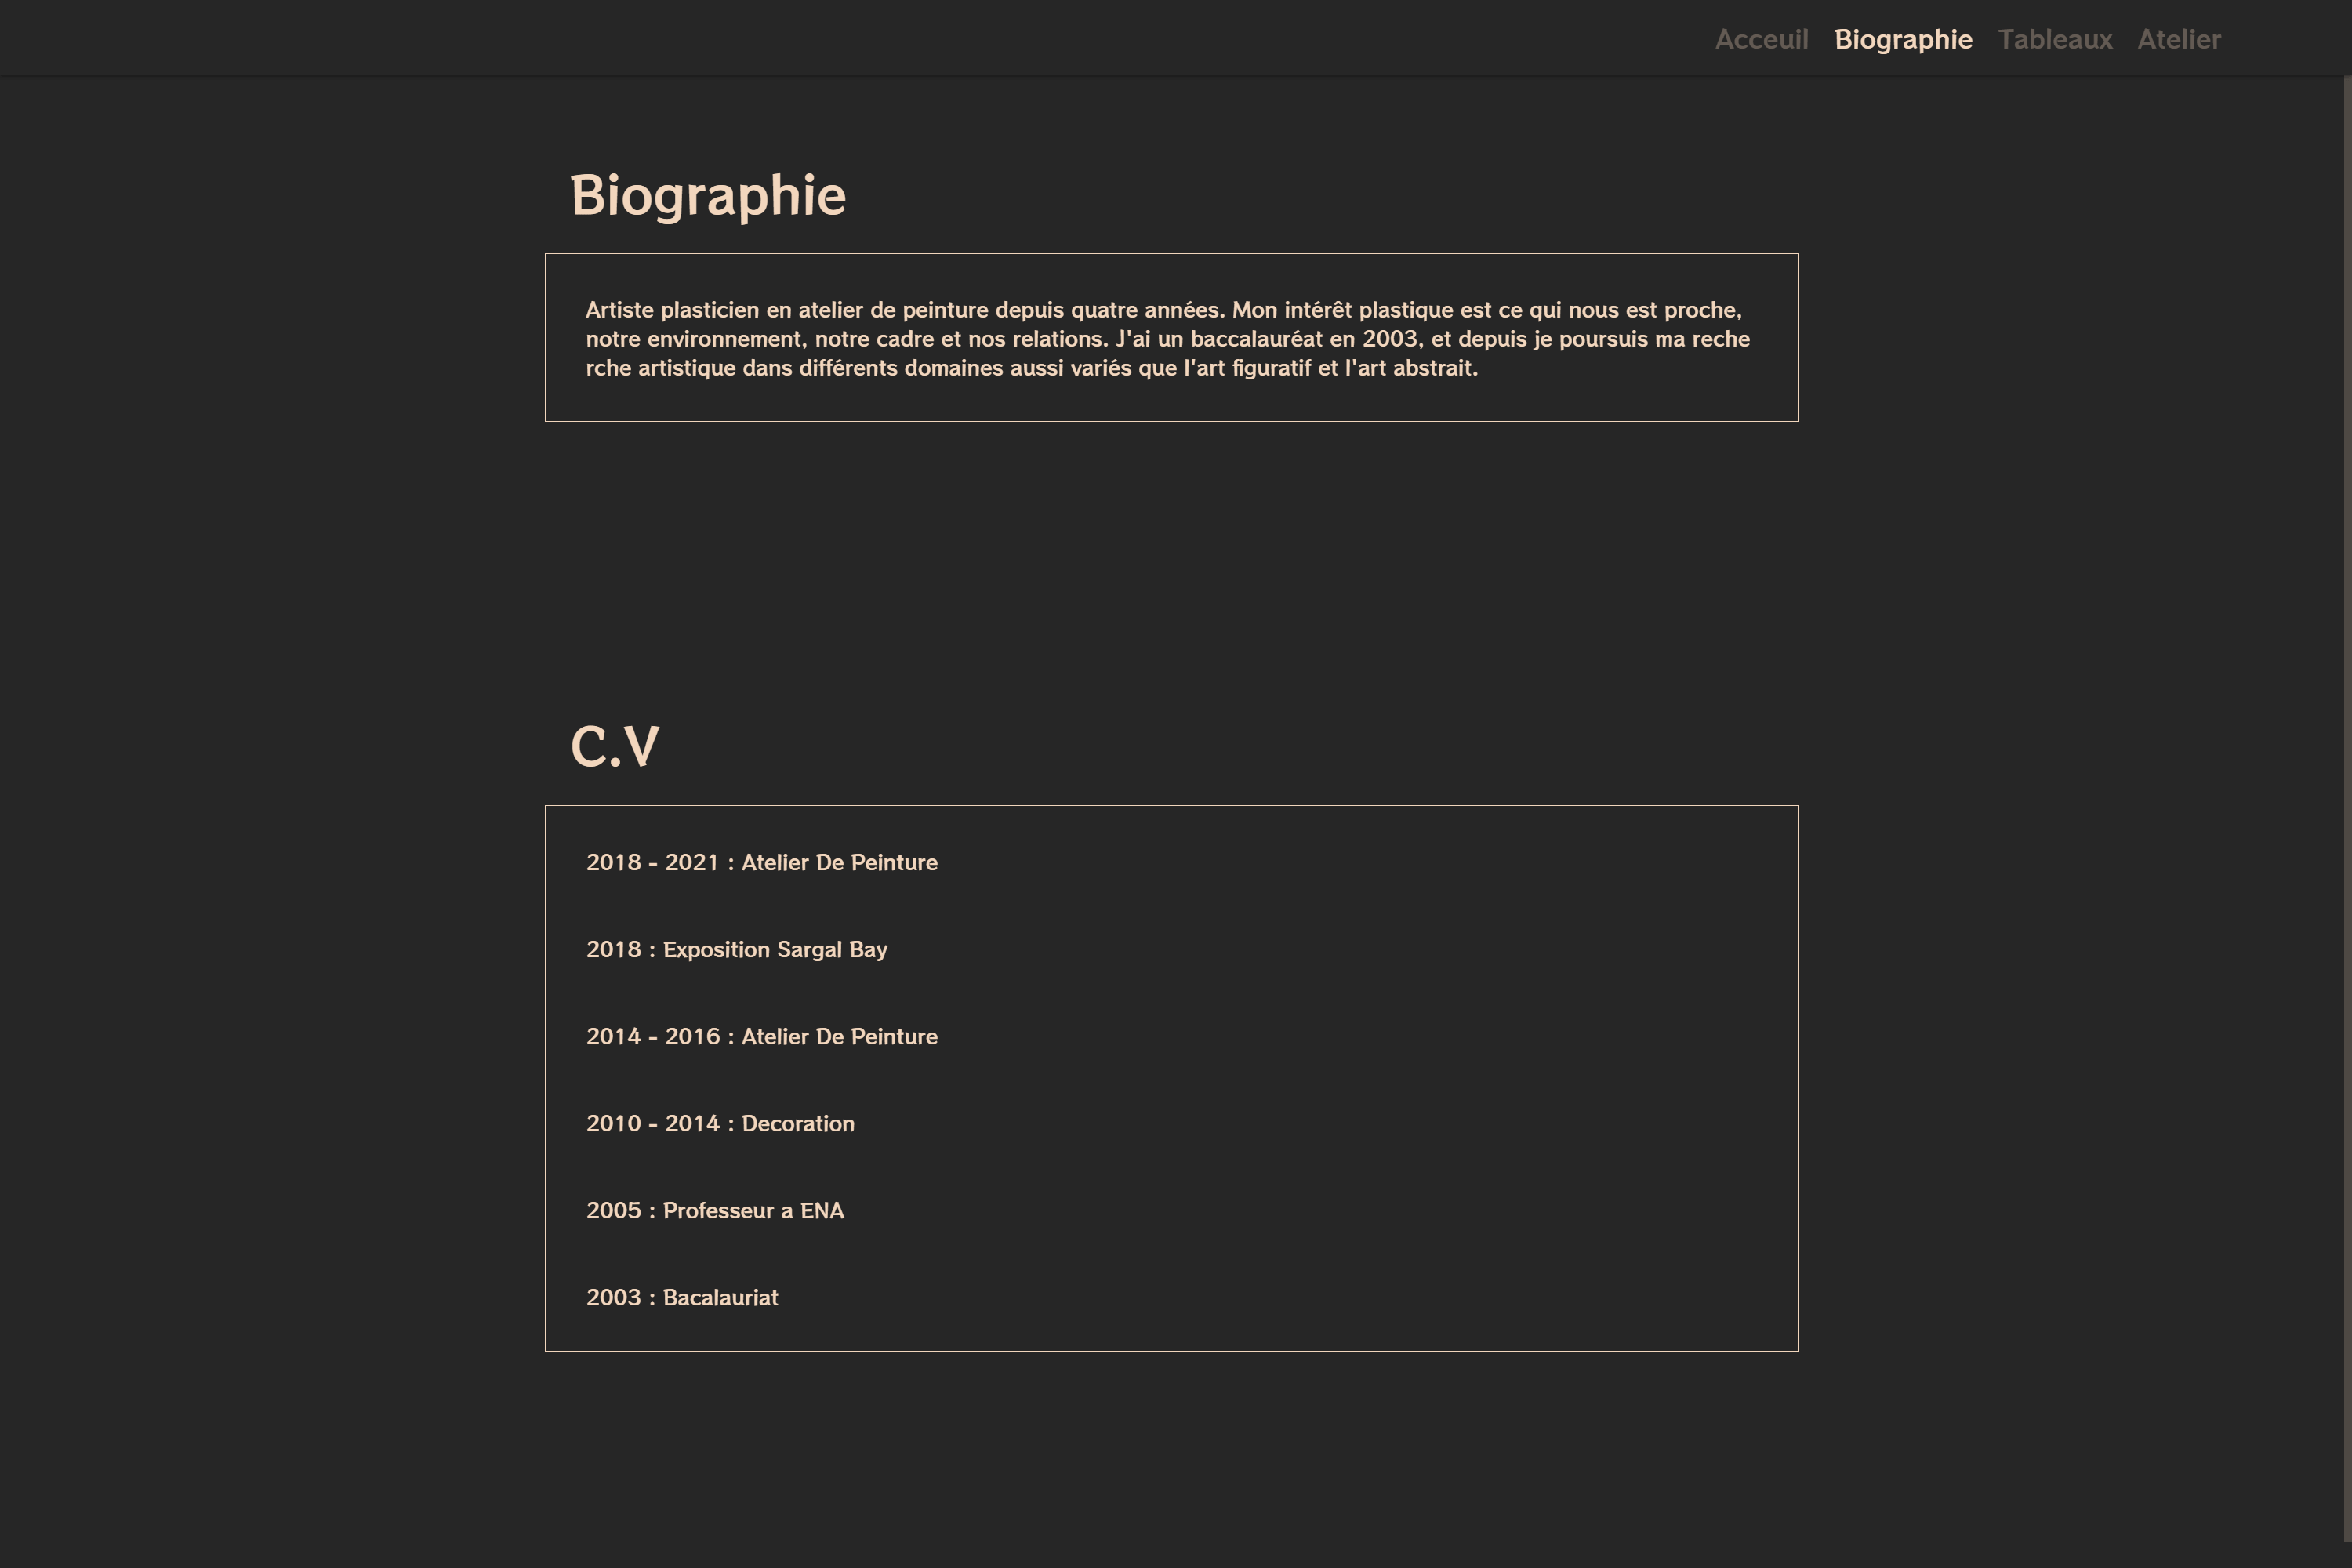 Acceuil Biographie Tableaux Atelier
Biographie
Artiste plasticien en atelier de peinture depuis quatre années. Mon intérêt plastique est ce qui nous est proche,
notre environnement, notre cadre et nos relations. J'ai un baccalauréat en 2003, et depuis je poursuis ma reche
rche artistique dans différents domaines aussi variés que l'art figuratif et l'art abstrait.
C.V
2018 - 2021 : Atelier De Peinture
2018 : Exposition Sargal Bay
2014 - 2016 : Atelier De Peinture
2010 - 2014 : Decoration
2005 : Professeur a ENA
2003 : Bacalauriat